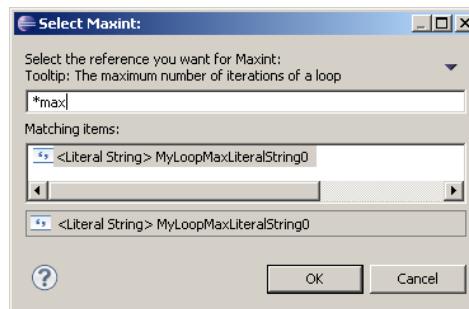 Select Maxint:
Select the reference you want for Maxint:
Tooltip: The maximum number of iterations of a loop
*max
Matching items:
<Literal String> MyLoopMaxLiteralString0
<Literal String> MyLoopMaxLiteralString0
OK
Cancel